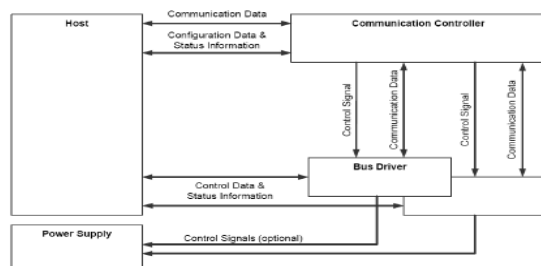 Communication Data
Host
Communication Controller
Configuration Data &
Status Information
Control Signal
Communication Data
Control Signal
Communication Data
Bus Driver
Control Data &
Status Information
Power Supply
Control Signals (optional)